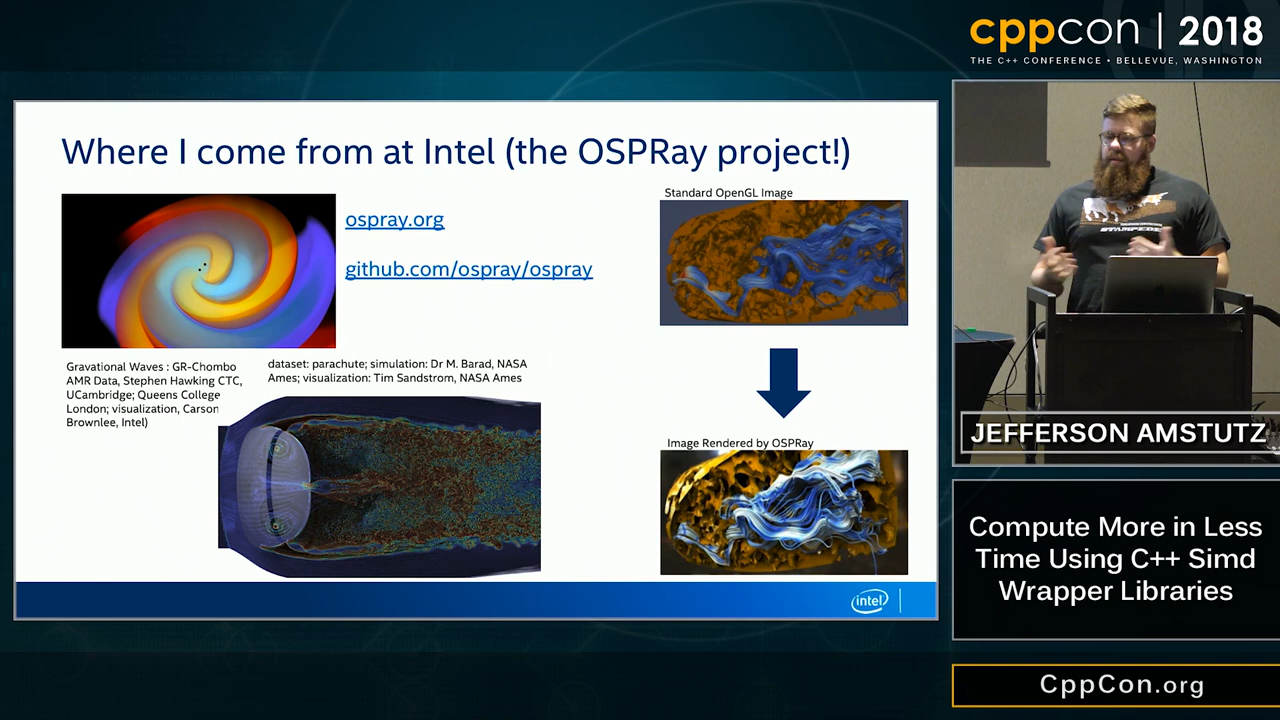 cppcon | 2018
THE C++ CONFERENCE • BELLEVUE, WASHINGTON
Where I come from at Intel (the OSPRay project!)
ospray.org
github.com/ospray/ospray
Gravational Waves : GR-Chombo
AMR Data, Stephen Hawking CTC,
UCambridge; Queens College
London; visualization, Carson
Brownlee, Intel)
dataset: parachute; simulation: Dr M. Barad, NASA
Ames; visualization: Tim Sandstrom, NASA Ames
Standard OpenGL Image
Image Rendered by OSPRay
intel
STAMPEDE
JEFFERSON AMSTUTZ
Compute More in Less
Time Using C++ Simd
Wrapper Libraries
CppCon.org